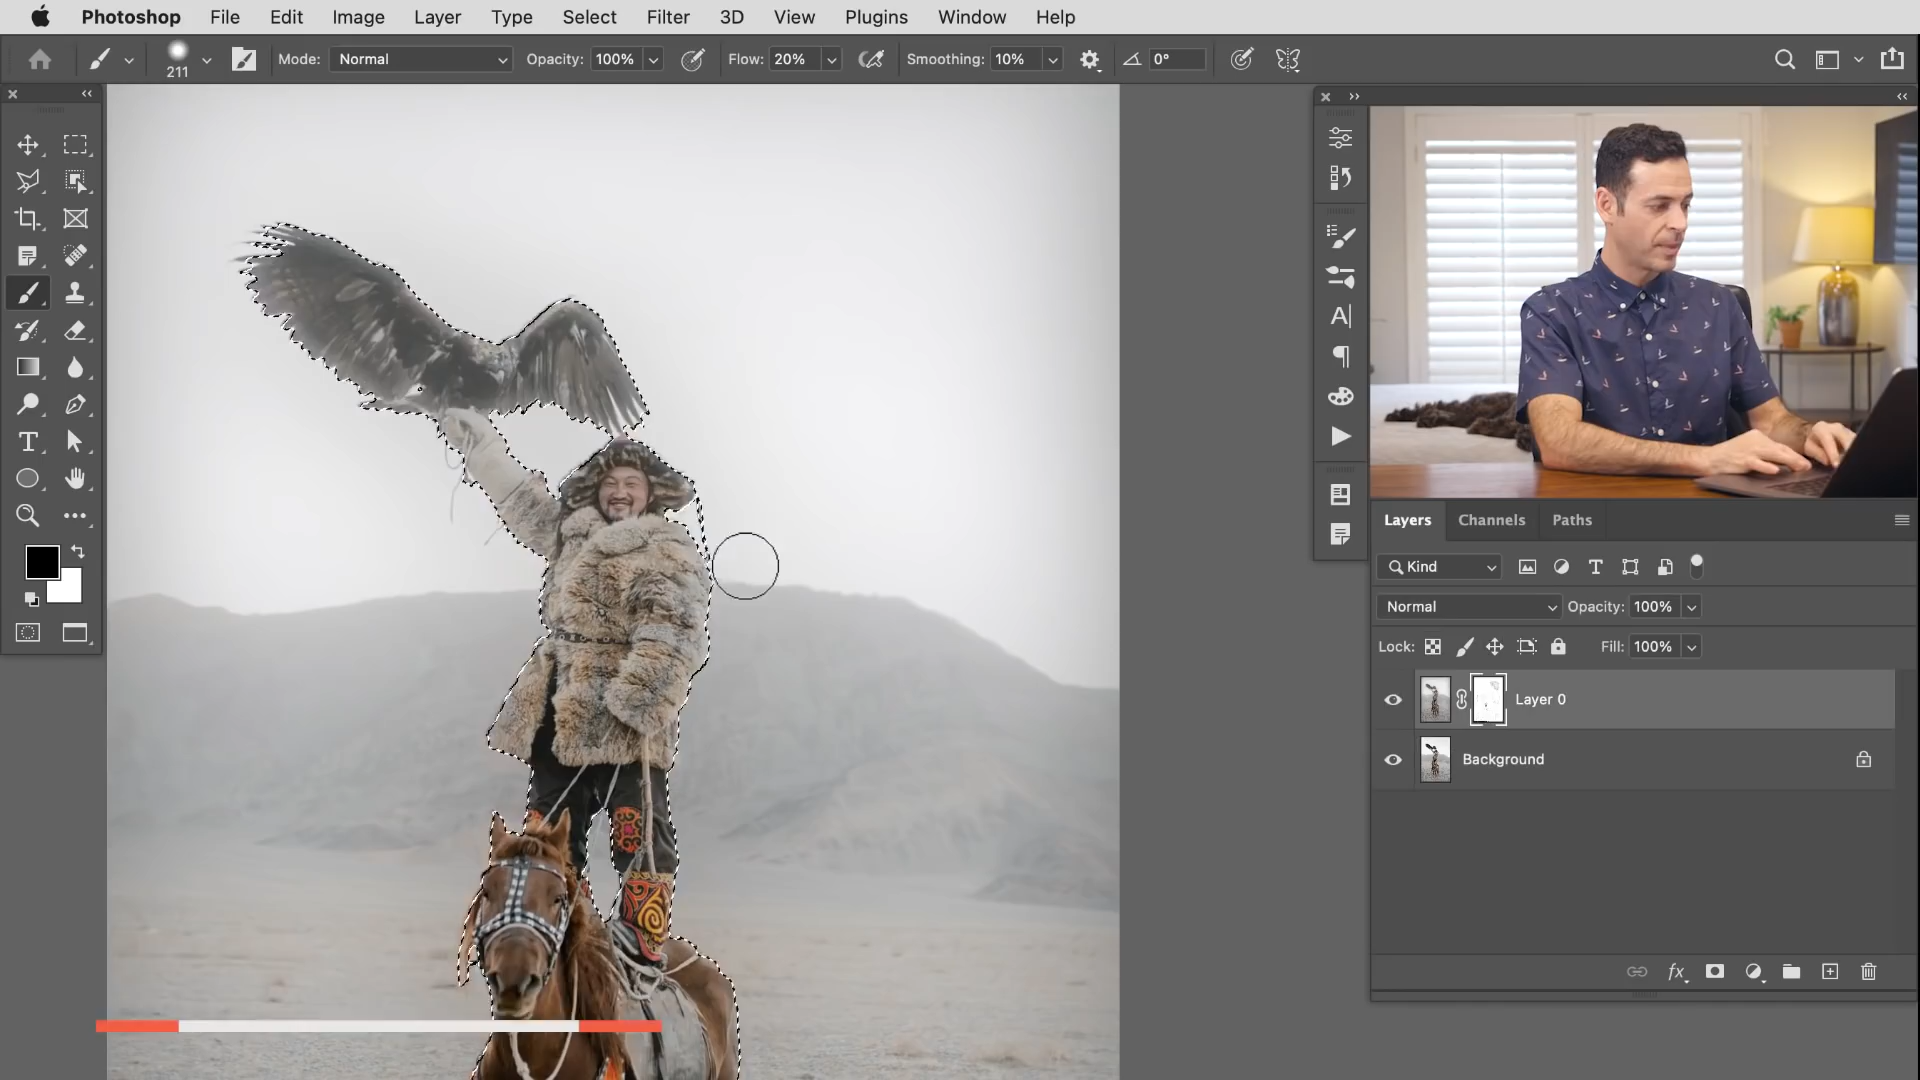 Photoshop File Edit Image Layer Type Select Filter 3D View Plugins Window Help
211 Mode: Normal Opacity: 100% Flow: 20% Smoothing: 10% 0°
Layers Channels Paths
Kind
Normal Opacity: 100%
Lock: Fill: 100%
Layer 0
Background